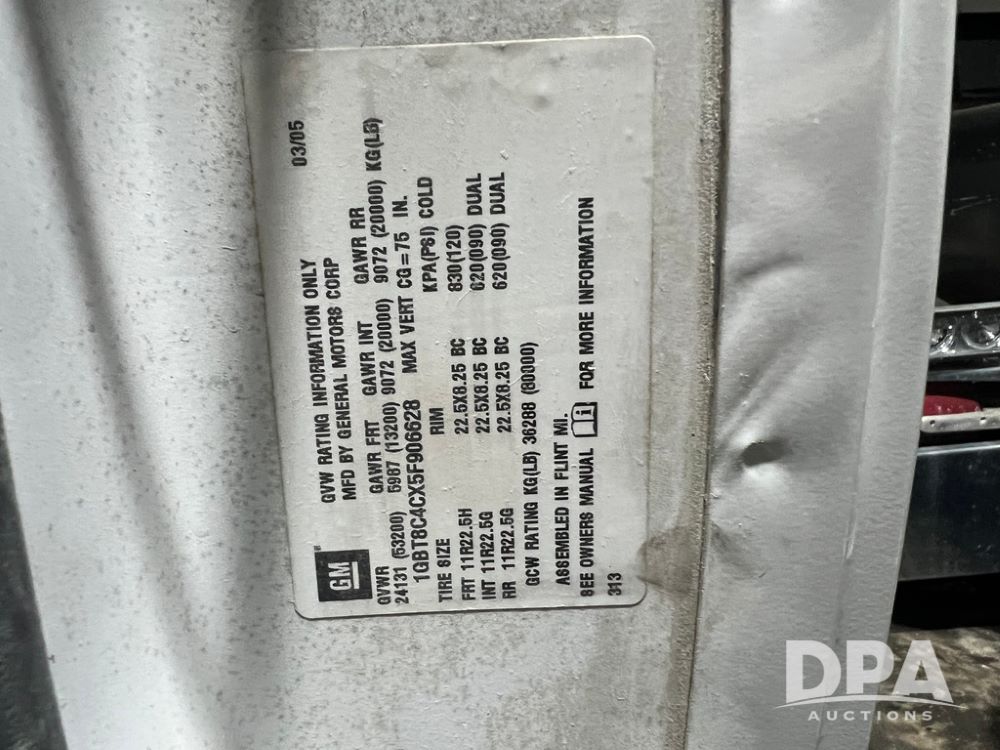 GM
GVW RATING INFORMATION ONLY 03/05
MFD BY GENERAL MOTORS CORP
GVWR GAWR FRT GAWR INT GAWR RR
24131 (53200) 5987 (13200) 9072 (20000) 9072 (20000) KG(LB)
1GBT8C4CX5F906628 MAX VERT CG=75 IN.
TIRE SIZE RIM KPA(PSI) COLD
FRT 11R22.5H 22.5X8.25 BC 830(120)
INT 11R22.5G 22.5X8.25 BC 620(090) DUAL
RR 11R22.5G 22.5X8.25 BC 620(090) DUAL
GCW RATING KG(LB) 36288 (80000)
ASSEMBLED IN FLINT MI.
SEE OWNERS MANUAL i FOR MORE INFORMATION
313
DPA
AUCTIONS